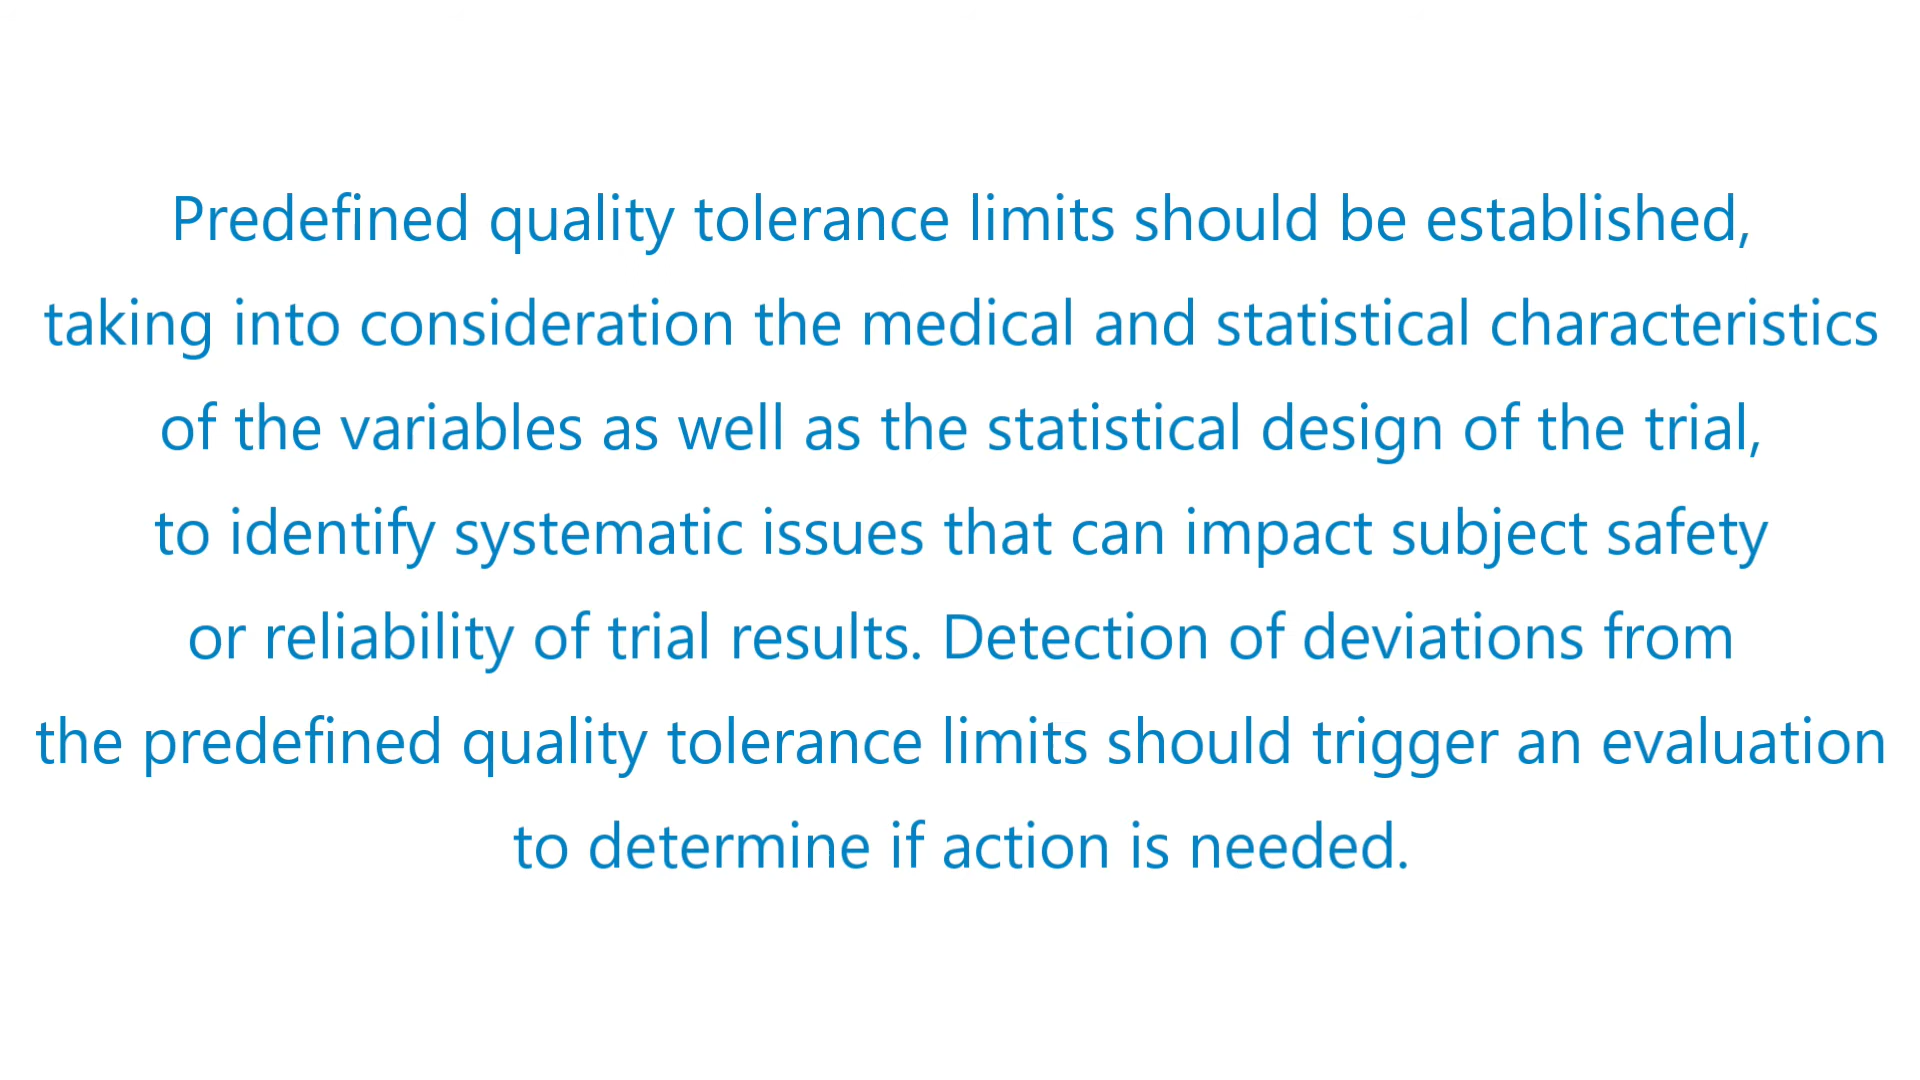 Predefined quality tolerance limits should be established,
taking into consideration the medical and statistical characteristics
of the variables as well as the statistical design of the trial,
to identify systematic issues that can impact subject safety
or reliability of trial results. Detection of deviations from
the predefined quality tolerance limits should trigger an evaluation
to determine if action is needed.